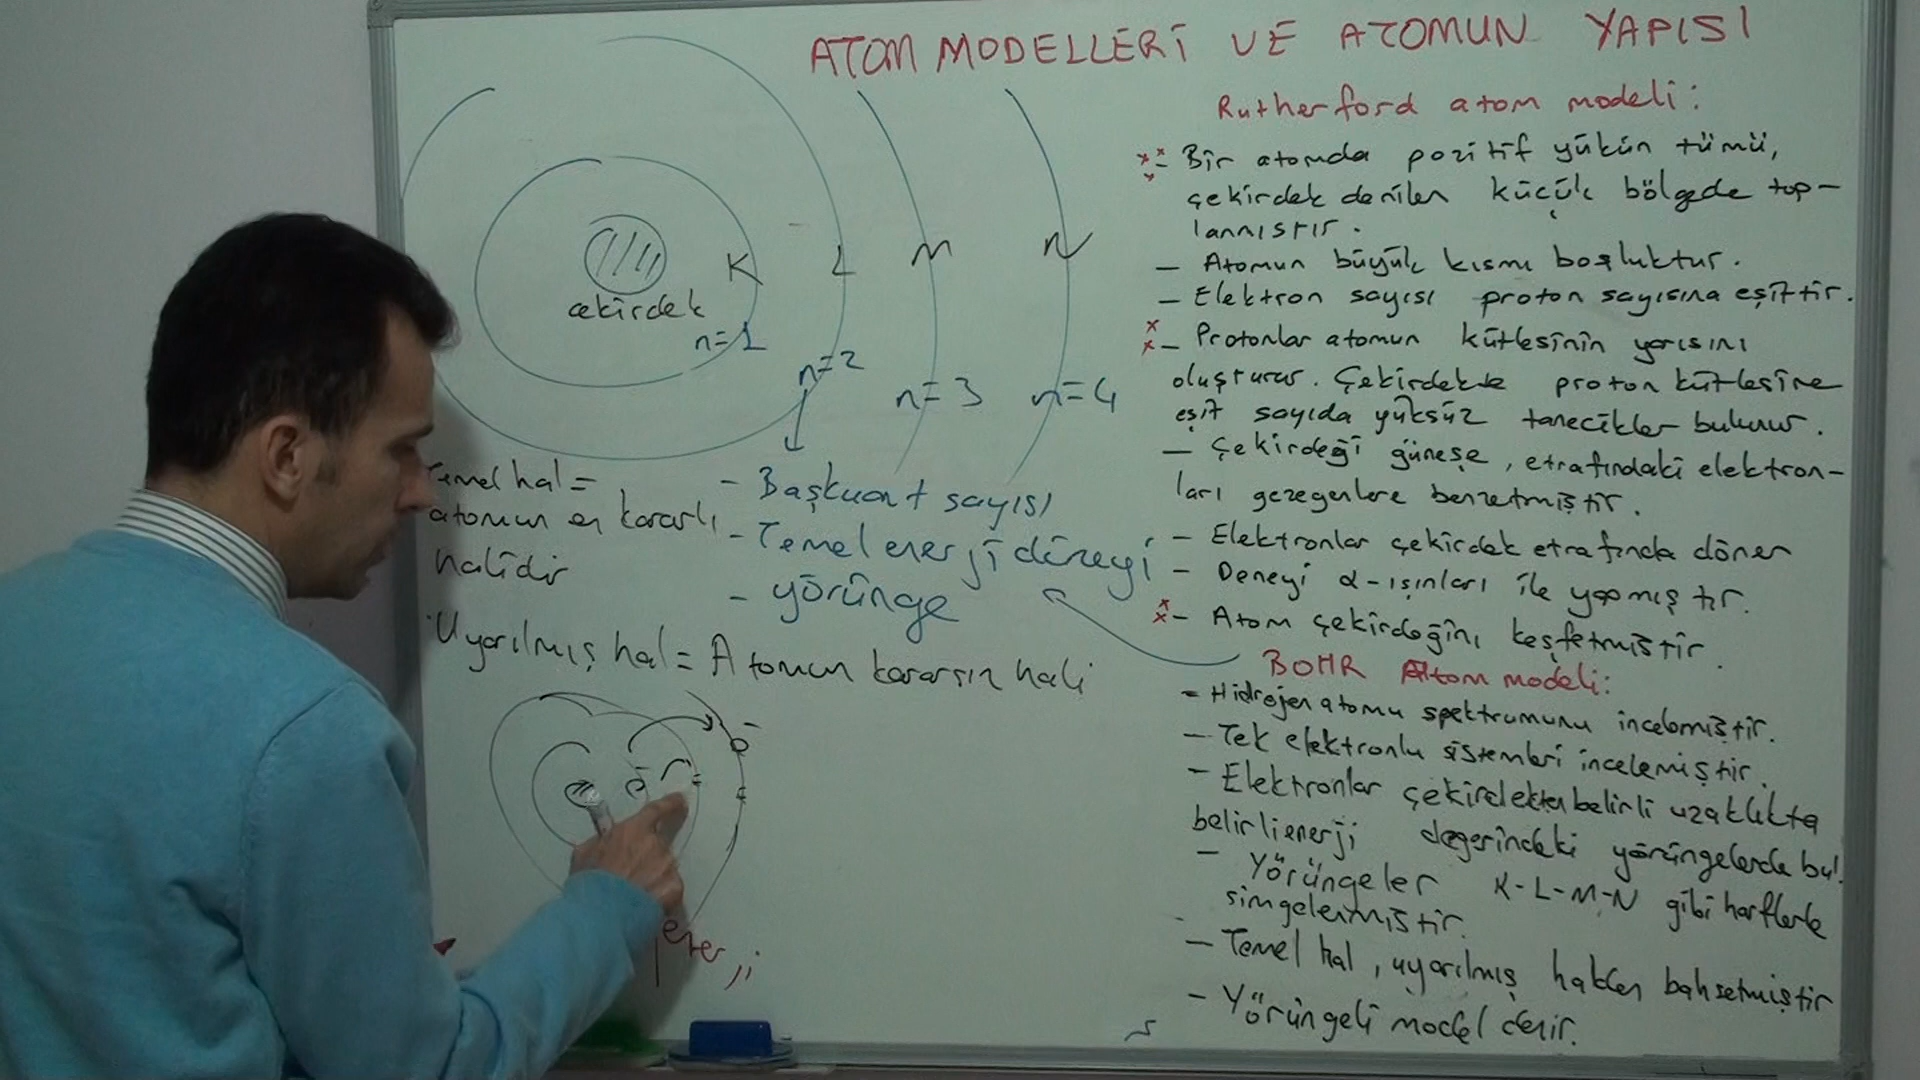 ATOM MODELLERİ VE ATOMUN YAPISI
Rutherford atom modeli:
- Bir atomda pozitif yükün tümü,
çekirdek denilen küçük bölgede top-
lanmıştır.
- Atomun büyük kısmı boşluktur.
- Elektron sayısı proton sayısına eşittir.
- Protonlar atomun kütlesinin yarısını
oluşturur. Çekirdekte proton kütlesine
eşit sayıda yüksüz tanecikler bulunur.
- Çekirdeği güneşe, etrafındaki elektron-
ları gezegenlere benzetmiştir.
- Elektronlar çekirdek etrafında döner
- Deneyi α-ışınları ile yapmıştır.
- Atom çekirdeğini keşfetmiştir.
BOHR Atom modeli:
- Hidrojen atomu spektrumunu incelemiştir.
- Tek elektronlu sistemleri incelemiştir.
- Elektronlar çekirdekten belirli uzaklıkta
belirli enerji değerindeki yörüngelerde bul.
- Yörüngeler K-L-M-N gibi harflerle
simgelenmiştir.
- Temel hal, uyarılmış halden bahsetmiştir
- Yörüngeli model denir.
K L M N
çekirdek
n=1
n=2
n=3 n=4
- Başkuant sayısı
- Temel enerji düzeyi
- yörünge
Temel hal =
atomun en kararlı
halidir
Uyarılmış hal = Atomun kararsız hali
enerji